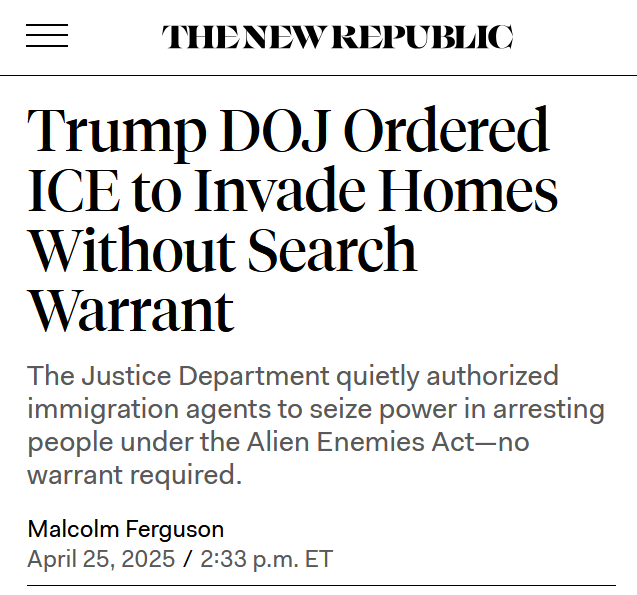 THE NEW REPUBLIC
Trump DOJ Ordered
ICE to Invade Homes
Without Search
Warrant
The Justice Department quietly authorized
immigration agents to seize power in arresting
people under the Alien Enemies Act—no
warrant required.
Malcolm Ferguson
April 25, 2025 / 2:33 p.m. ET